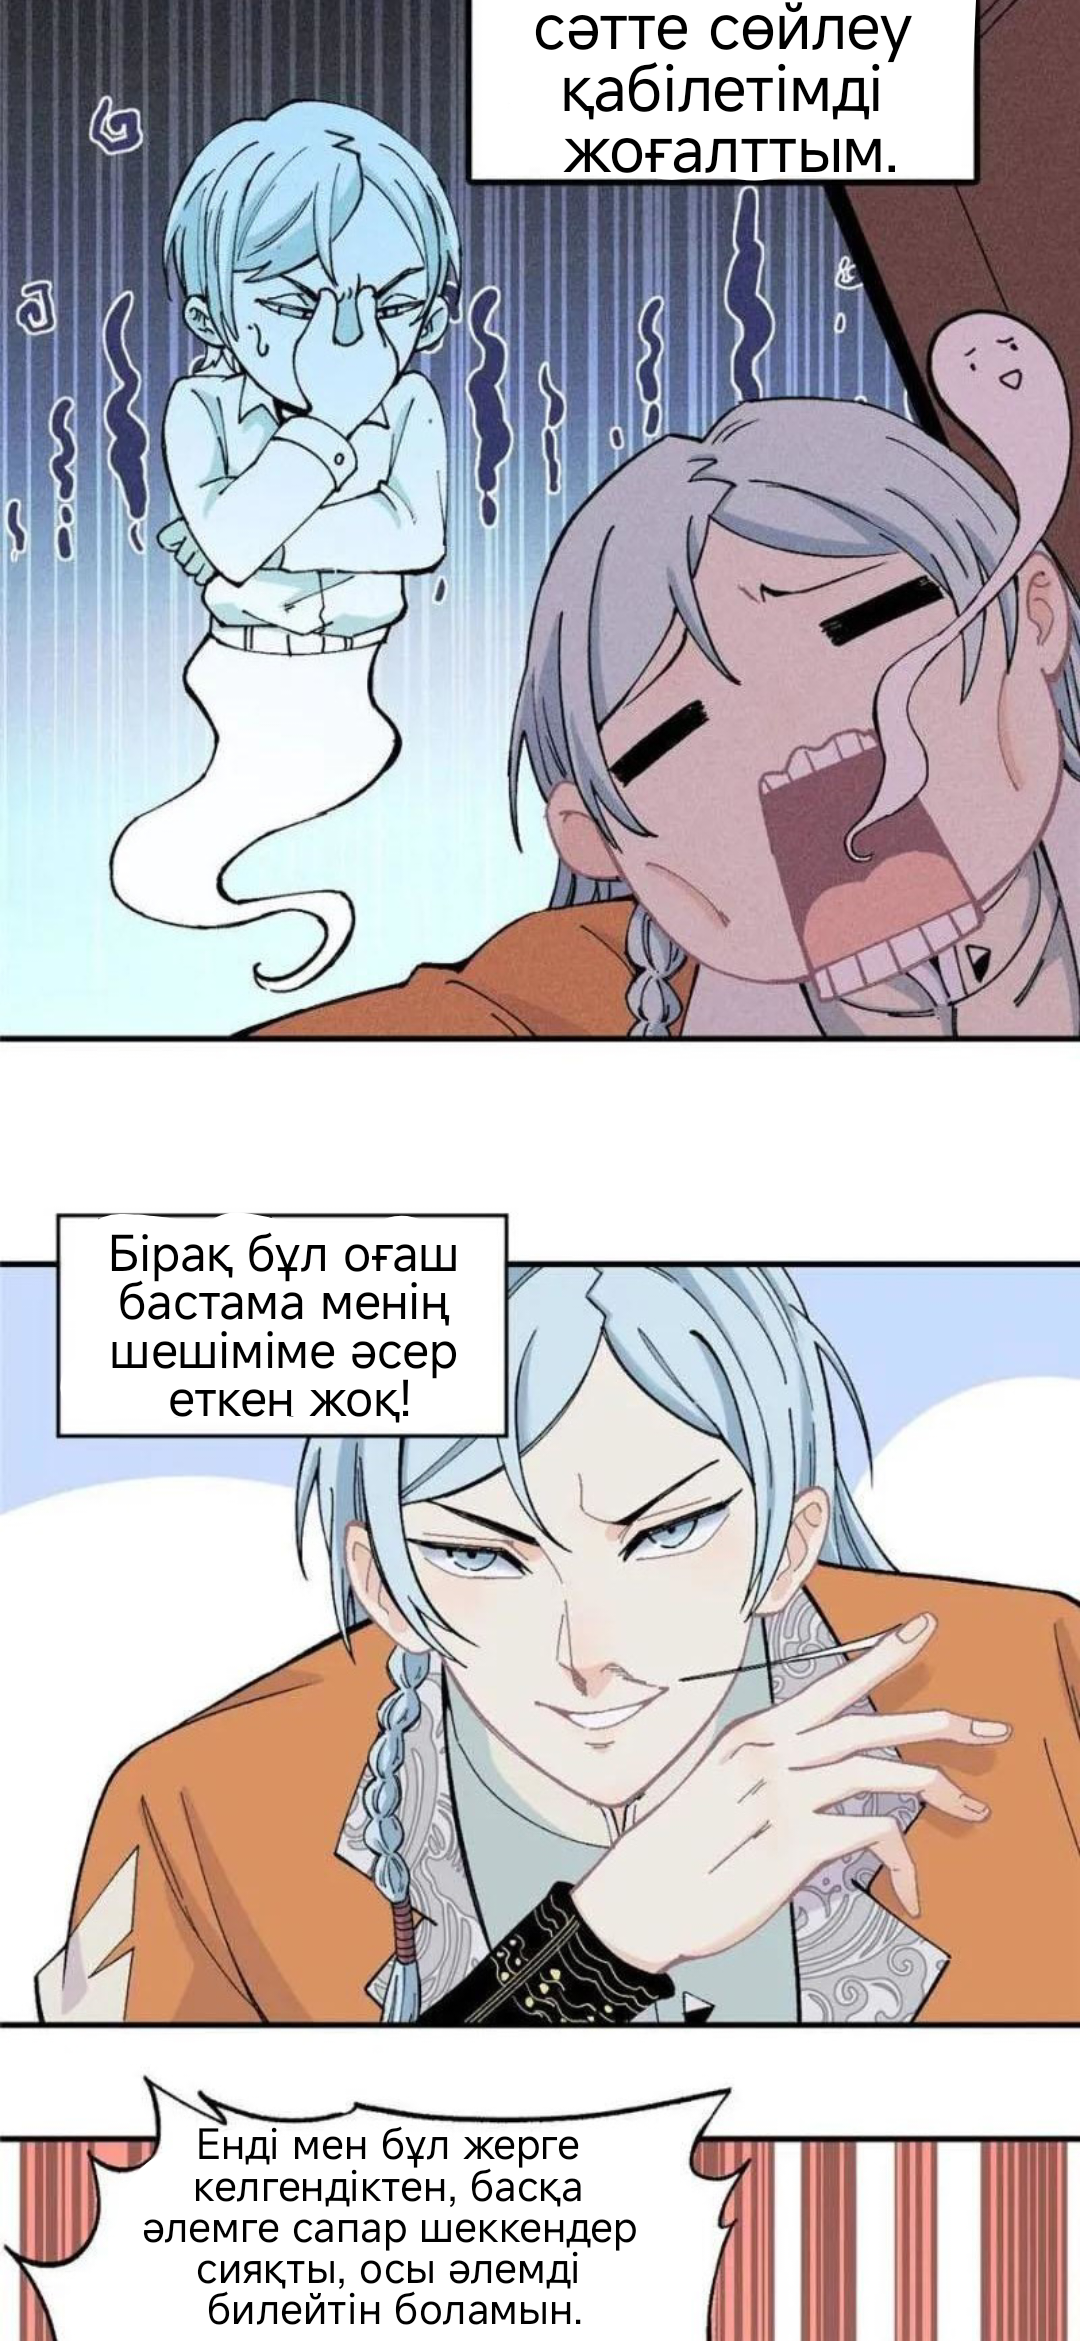 сәтте сөйлеу
қабілетімді
жоғалттым.
Бірақ бұл оғаш
бастама менің
шешіміме әсер
еткен жоқ!
Енді мен бұл жерге
келгендіктен, басқа
әлемге сапар шеккендер
сияқты, осы әлемді
билейтін боламын.